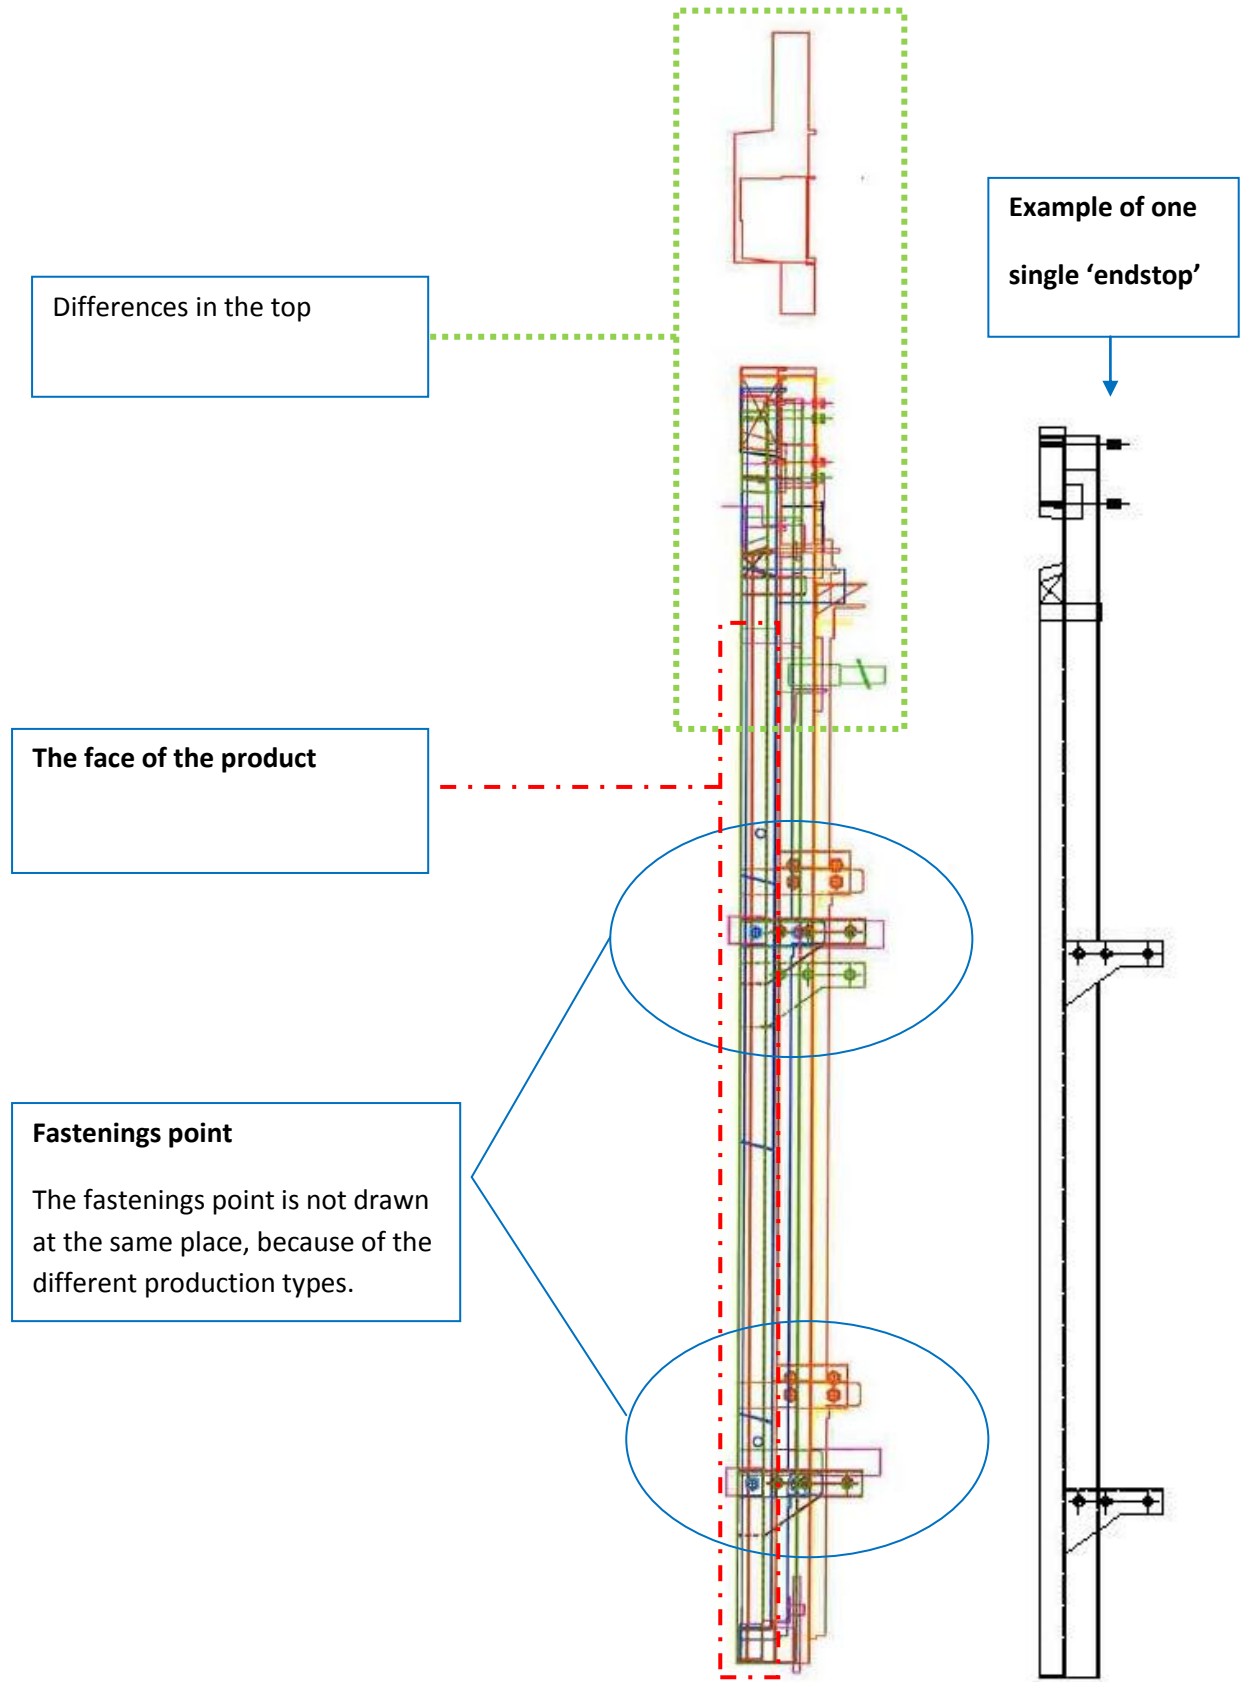 Example of one
single ‘endstop’
Differences in the top
The face of the product
Fastenings point
The fastenings point is not drawn
at the same place, because of the
different production types.